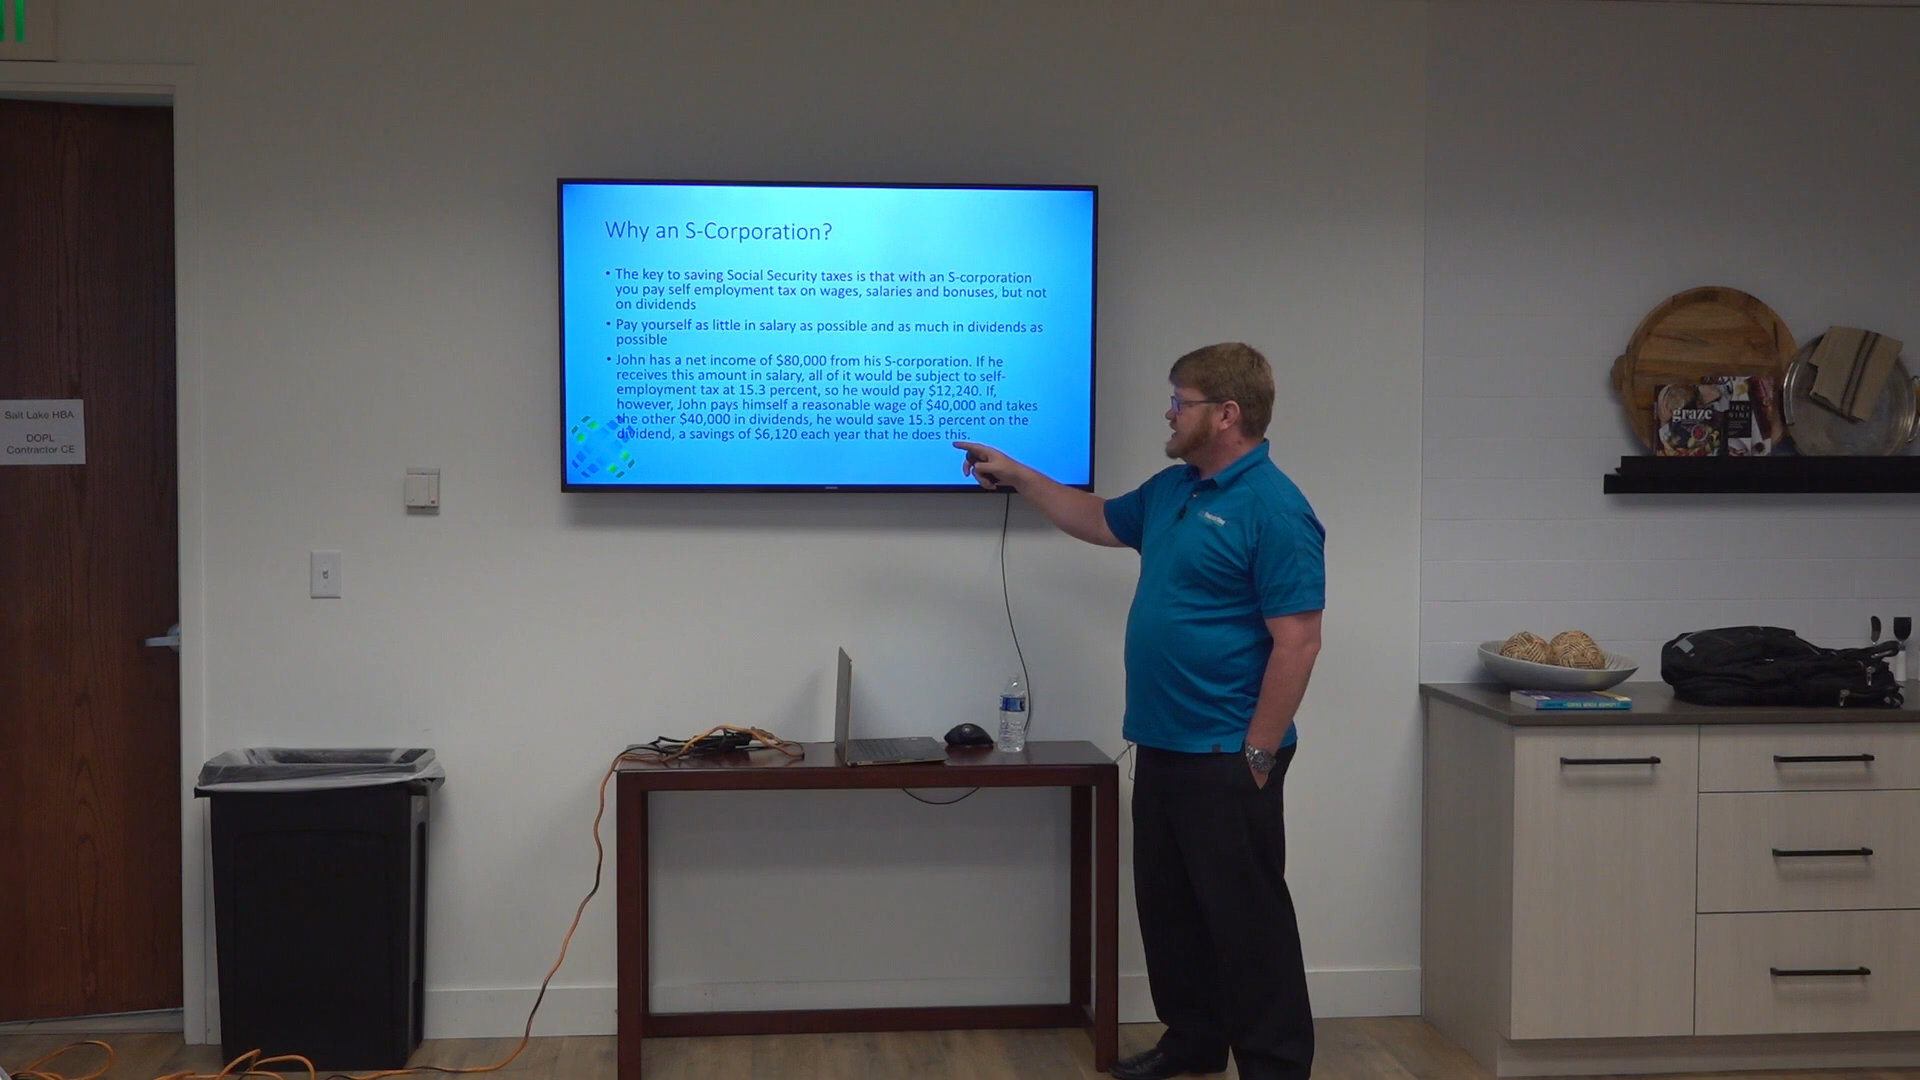 Why an S-Corporation?
• The key to saving Social Security taxes is that with an S-corporation
you pay self employment tax on wages, salaries and bonuses, but not
on dividends
• Pay yourself as little in salary as possible and as much in dividends as
possible
• John has a net income of $80,000 from his S-corporation. If he
receives this amount in salary, all of it would be subject to self-
employment tax at 15.3 percent, so he would pay $12,240. If,
however, John pays himself a reasonable wage of $40,000 and takes
the other $40,000 in dividends, he would save 15.3 percent on the
dividend, a savings of $6,120 each year that he does this.
Salt Lake HBA
DOPL
Contractor CE
graze